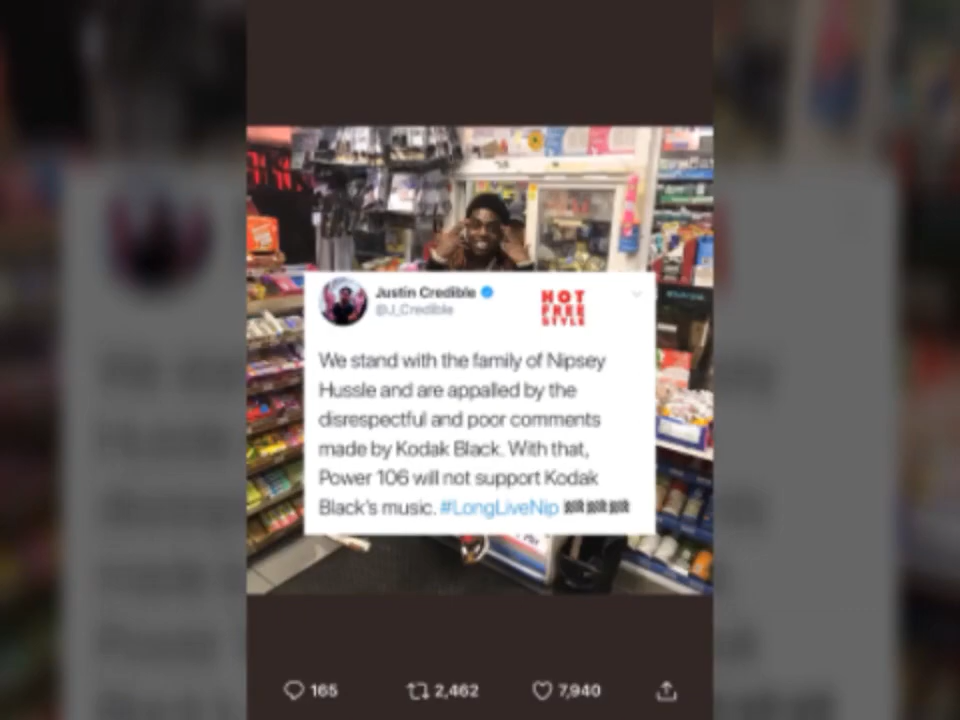 Justin Credible
@J_Credible
HOT
FREE
STYLE
We stand with the family of Nipsey
Hussle and are appalled by the
disrespectful and poor comments
made by Kodak Black. With that,
Power 106 will not support Kodak
Black's music. #LongLiveNip 🏁🏁🏁
165 2,462 7,940